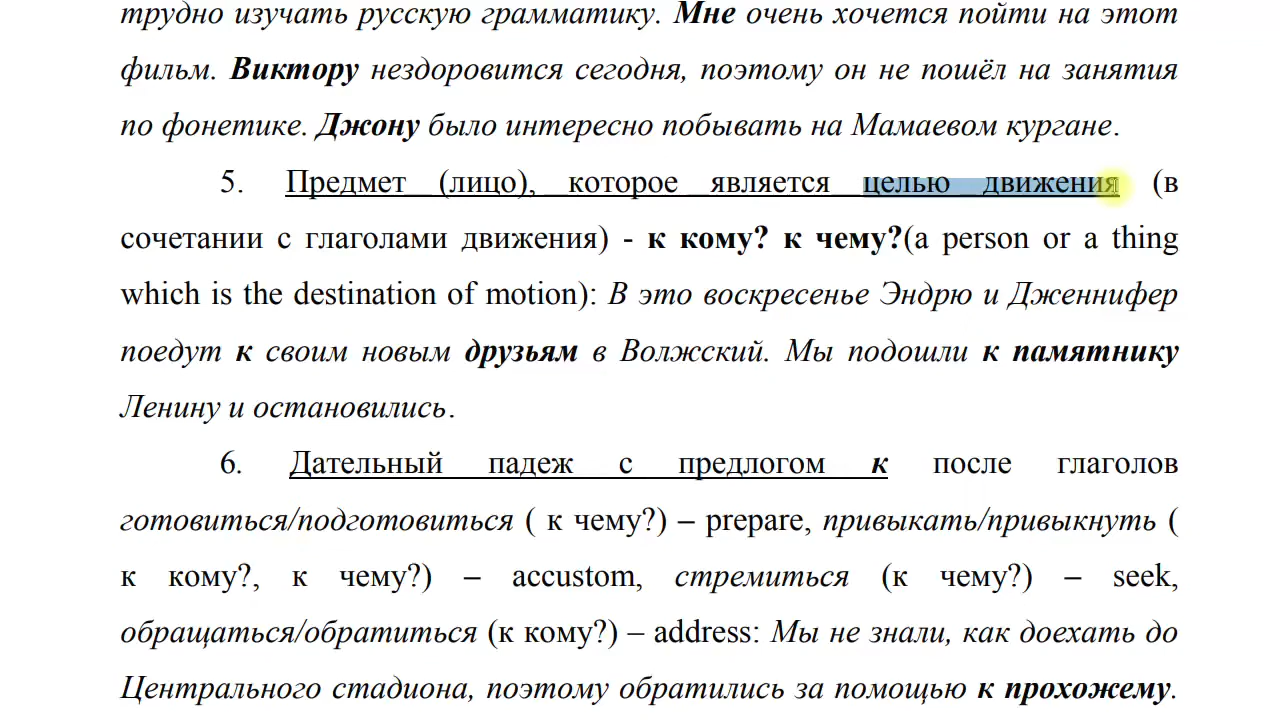 трудно изучать русскую грамматику. Мне очень хочется пойти на этот
фильм. Виктору нездоровится сегодня, поэтому он не пошёл на занятия
по фонетике. Джону было интересно побывать на Мамаевом кургане.
5. Предмет (лицо), которое является целью движения (в
сочетании с глаголами движения) - к кому? к чему?(a person or a thing
which is the destination of motion): В это воскресенье Эндрю и Дженнифер
поедут к своим новым друзьям в Волжский. Мы подошли к памятнику
Ленину и остановились.
6. Дательный падеж с предлогом к после глаголов
готовиться/подготовиться ( к чему?) – prepare, привыкать/привыкнуть (
к кому?, к чему?) – accustom, стремиться (к чему?) – seek,
обращаться/обратиться (к кому?) – address: Мы не знали, как доехать до
Центрального стадиона, поэтому обратились за помощью к прохожему.